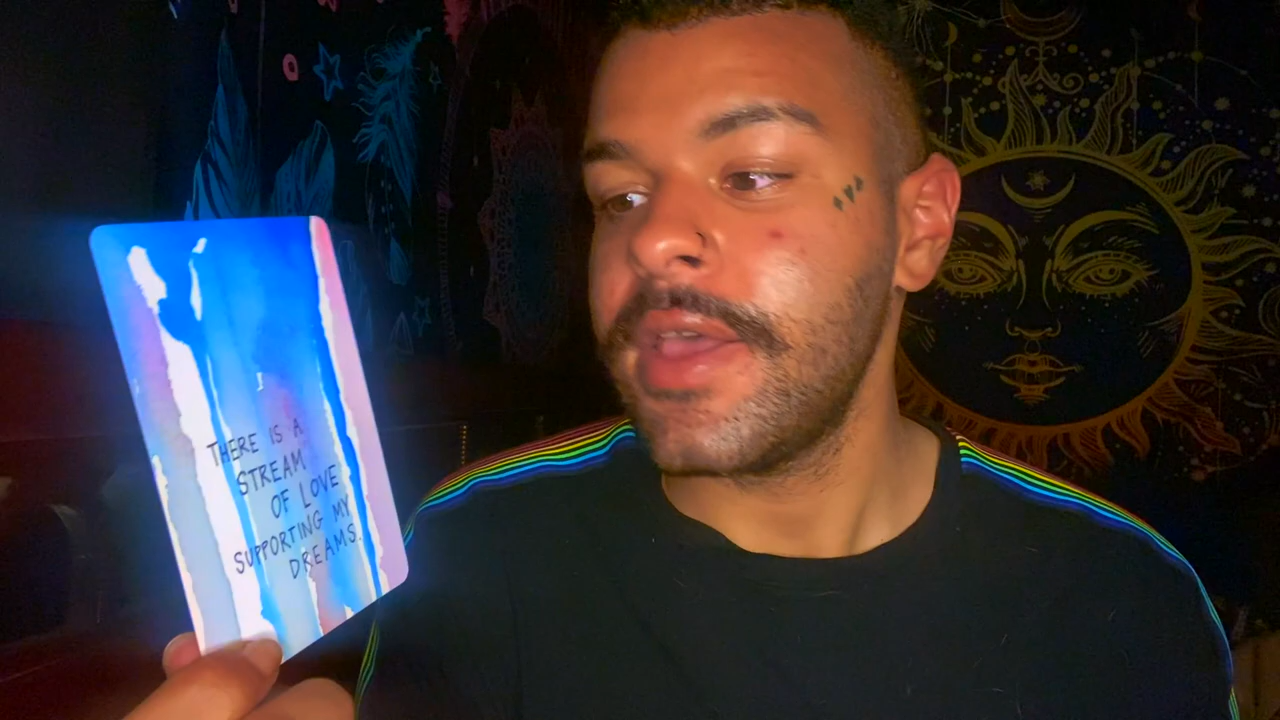 THERE IS A
STREAM
OF LOVE
SUPPORTING MY
DREAMS.